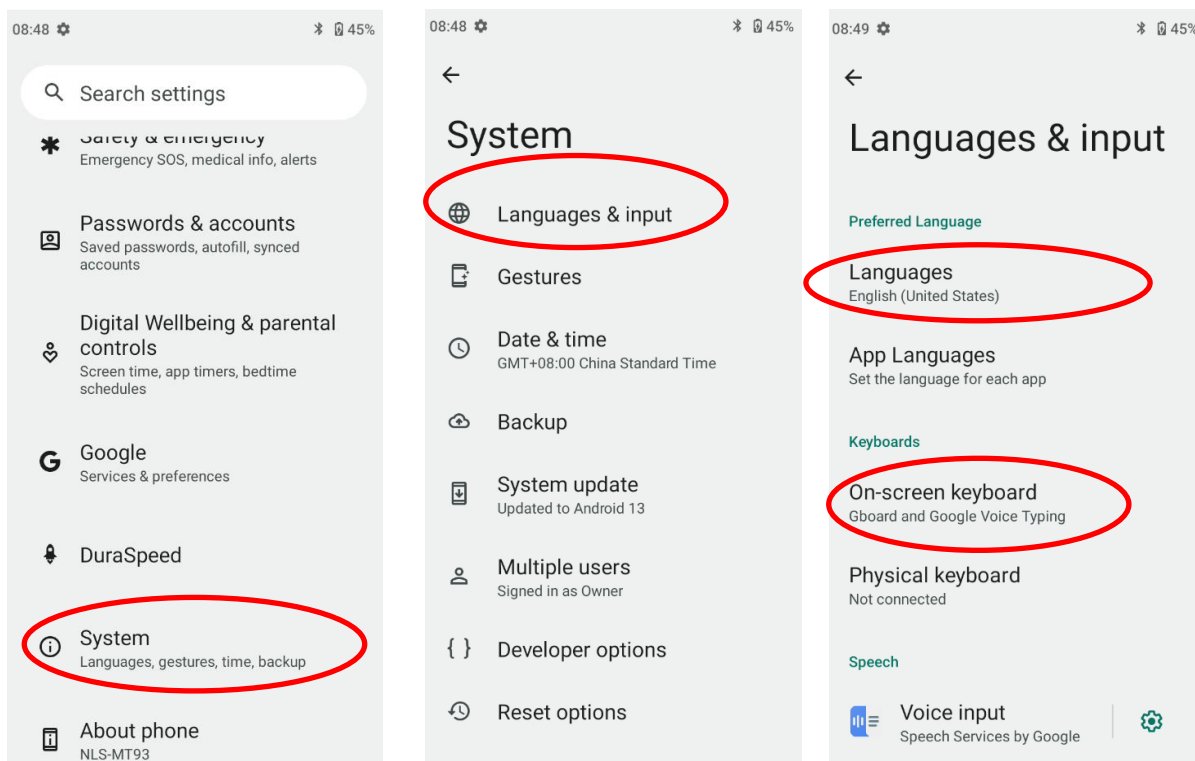 08:48 45%
Search settings
Safety & emergency
Emergency SOS, medical info, alerts
Passwords & accounts
Saved passwords, autofill, synced
accounts
Digital Wellbeing & parental
controls
Screen time, app timers, bedtime
schedules
Google
Services & preferences
DuraSpeed
System
Languages, gestures, time, backup
About phone
NLS-MT93
08:48 45%
System
Languages & input
Gestures
Date & time
GMT+08:00 China Standard Time
Backup
System update
Updated to Android 13
Multiple users
Signed in as Owner
Developer options
Reset options
08:49 45%
Languages & input
Preferred Language
Languages
English (United States)
App Languages
Set the language for each app
Keyboards
On-screen keyboard
Gboard and Google Voice Typing
Physical keyboard
Not connected
Speech
Voice input
Speech Services by Google